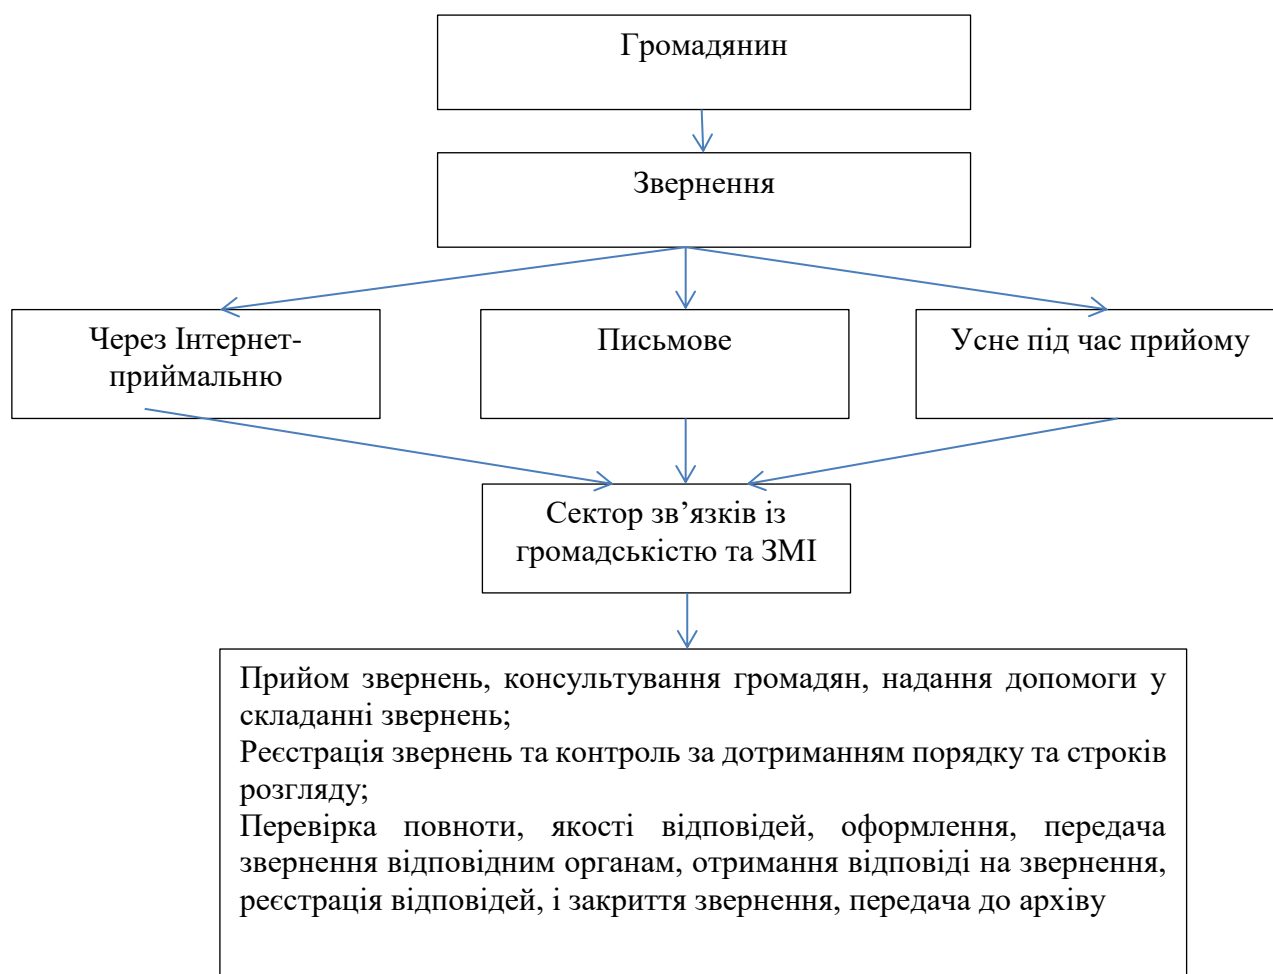 Громадянин
Звернення
Через Інтернет-
приймальню
Письмове
Усне під час прийому
Сектор зв’язків із
громадськістю та ЗМІ
Прийом звернень, консультування громадян, надання допомоги у
складанні звернень;
Реєстрація звернень та контроль за дотриманням порядку та строків
розгляду;
Перевірка повноти, якості відповідей, оформлення, передача
звернення відповідним органам, отримання відповіді на звернення,
реєстрація відповідей, і закриття звернення, передача до архіву